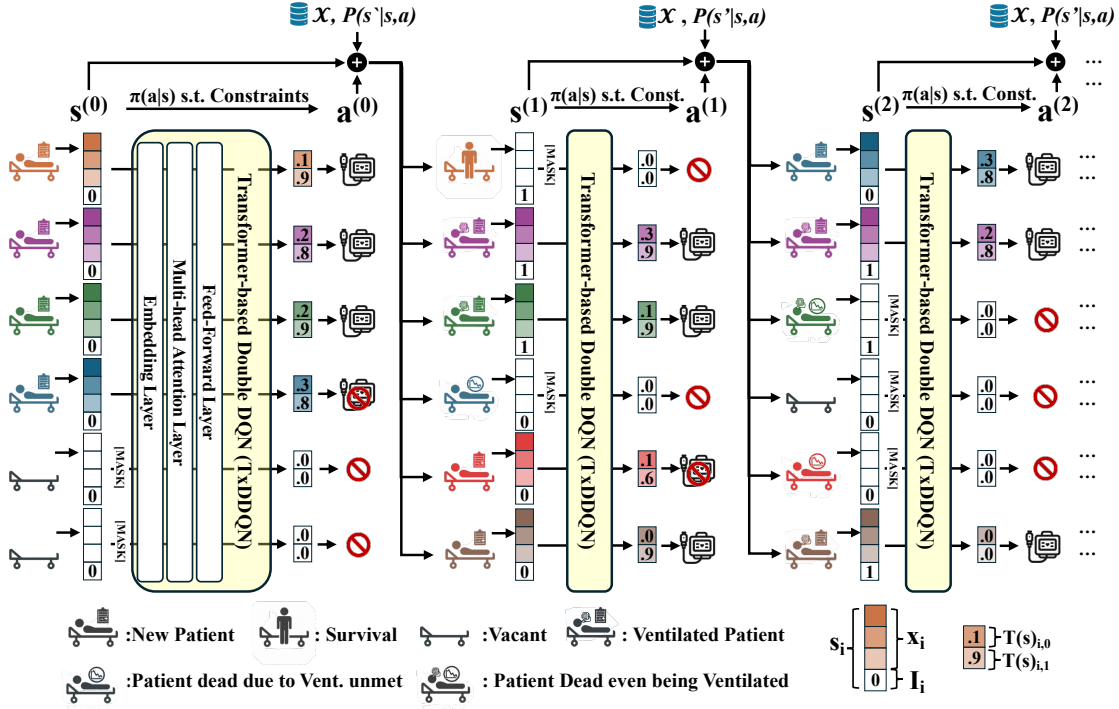 𝒳, P(s`|s,a)
𝒳 , P(s'|s,a)
𝒳 , P(s'|s,a)
s(0) π(a|s) s.t. Constraints a(0)
s(1) π(a|s) s.t. Const. a(1)
s(2) π(a|s) s.t. Const. a(2)
... ...
0 .1 .9 ...
1 |MASK| .0 .0
0 .3 .8 ...
0 .2 .8
1 .3 .9
1 .2 .8 ...
0 .2 .9
1 .1 .9
1 |MASK| .0 .0 ...
0 .3 .8
0 |MASK| .0 .0
0 |MASK| .0 .0 ...
0 |MASK| .0 .0
0 .1 .6
0 |MASK| .0 .0 ...
0 |MASK| .0 .0
0 .0 .9
1 .0 .0 ...
Embedding Layer
Multi-head Attention Layer
Feed-Forward Layer
Transformer-based Double DQN (TxDDQN)
Transformer-based Double DQN (TxDDQN)
Transformer-based Double DQN (TxDDQN)
:New Patient
: Survival
:Vacant
: Ventilated Patient
:Patient dead due to Vent. unmet
: Patient Dead even being Ventilated
si
xi
0 Ii
.1 T(s)i,0
.9 T(s)i,1